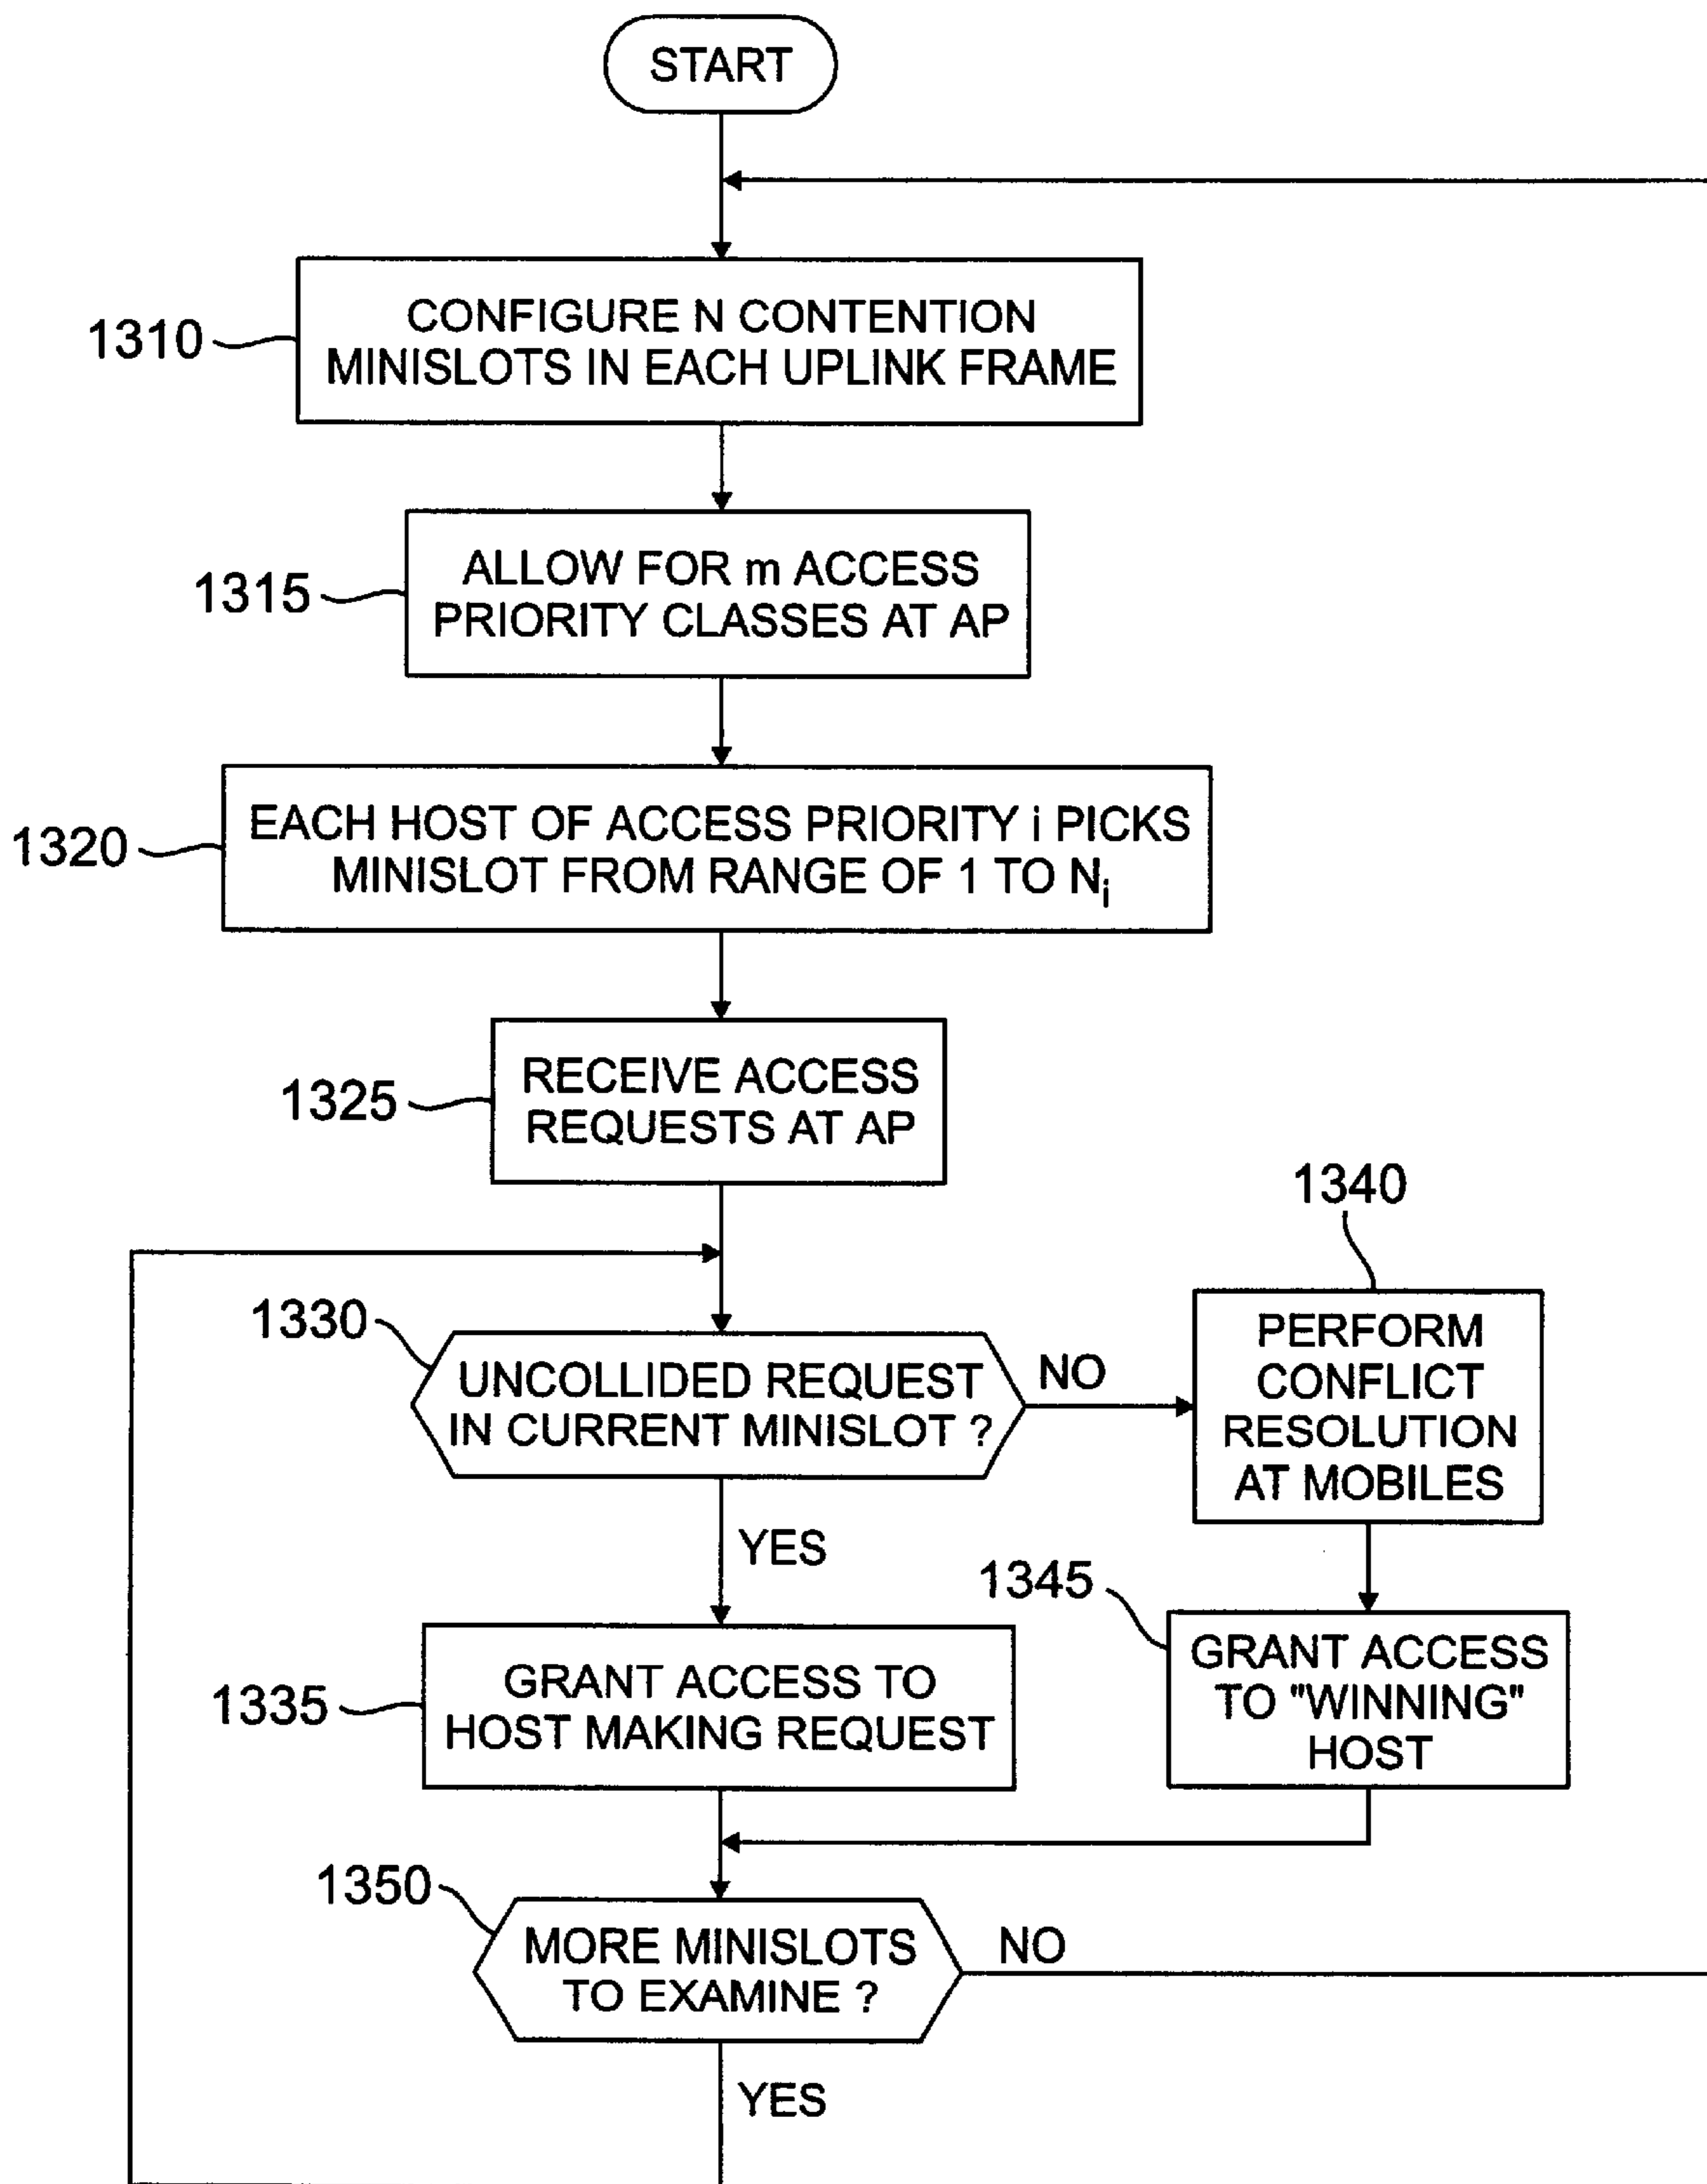 START
1310
CONFIGURE N CONTENTION
MINISLOTS IN EACH UPLINK FRAME
1315
ALLOW FOR m ACCESS
PRIORITY CLASSES AT AP
1320
EACH HOST OF ACCESS PRIORITY i PICKS
MINISLOT FROM RANGE OF 1 TO Ni
1325
RECEIVE ACCESS
REQUESTS AT AP
1330
UNCOLLIDED REQUEST
IN CURRENT MINISLOT ?
NO
1340
PERFORM
CONFLICT
RESOLUTION
AT MOBILES
YES
1345
GRANT ACCESS
TO "WINNING"
HOST
1335
GRANT ACCESS TO
HOST MAKING REQUEST
1350
MORE MINISLOTS
TO EXAMINE ?
NO
YES